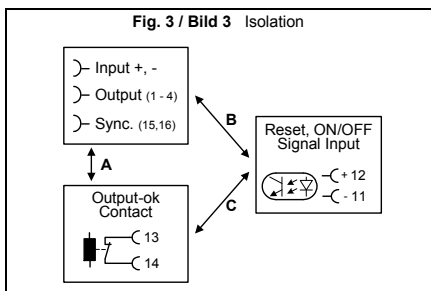 Fig. 3 / Bild 3 Isolation
Input +, -
Output (1 - 4)
Sync. (15,16)
B
Reset, ON/OFF
Signal Input
+ 12
- 11
A
C
Output-ok
Contact
13
14